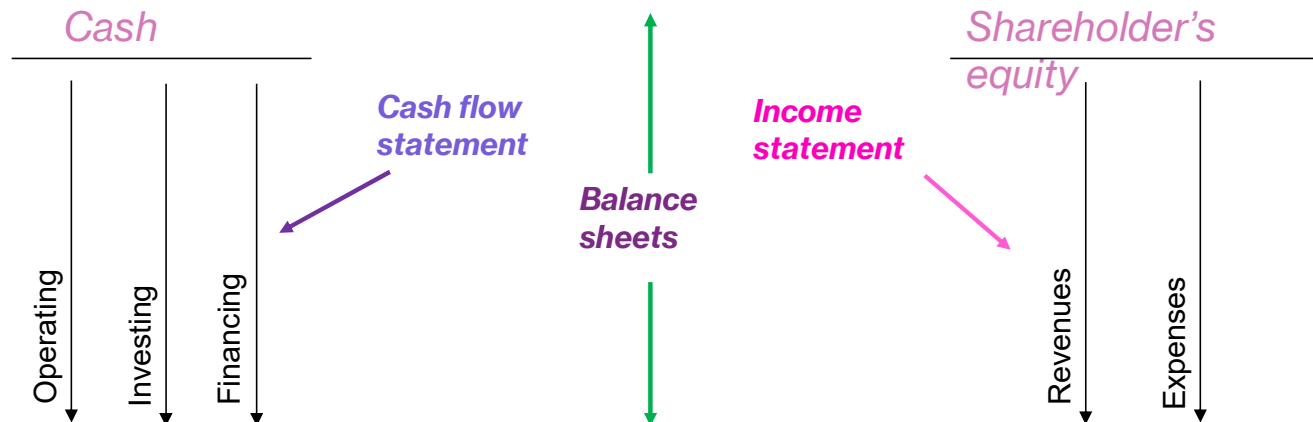 Cash
Shareholder’s
equity
Cash flow
statement
Income
statement
Balance
sheets
Operating
Investing
Financing
Revenues
Expenses